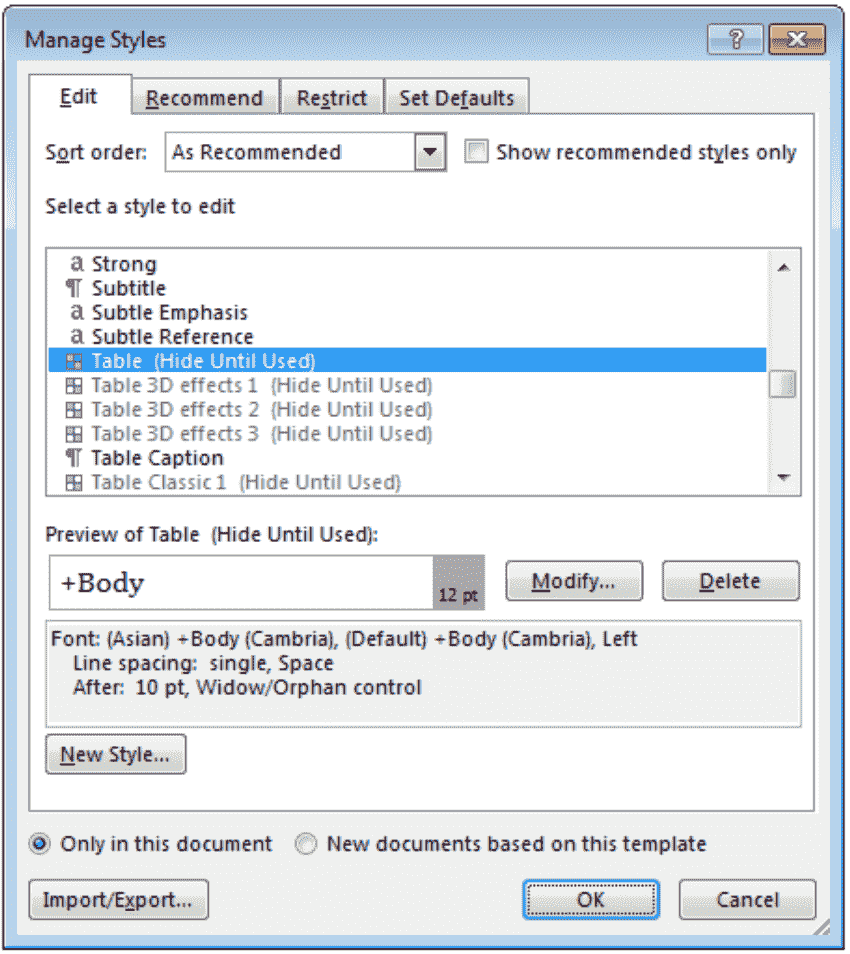 Manage Styles
?
Edit Recommend Restrict Set Defaults
Sort order: As Recommended Show recommended styles only
Select a style to edit
a Strong
¶ Subtitle
a Subtle Emphasis
a Subtle Reference
Table (Hide Until Used)
Table 3D effects 1 (Hide Until Used)
Table 3D effects 2 (Hide Until Used)
Table 3D effects 3 (Hide Until Used)
¶ Table Caption
Table Classic 1 (Hide Until Used)
Preview of Table (Hide Until Used):
+Body 12 pt Modify... Delete
Font: (Asian) +Body (Cambria), (Default) +Body (Cambria), Left
Line spacing: single, Space
After: 10 pt, Widow/Orphan control
New Style...
Only in this document New documents based on this template
Import/Export... OK Cancel